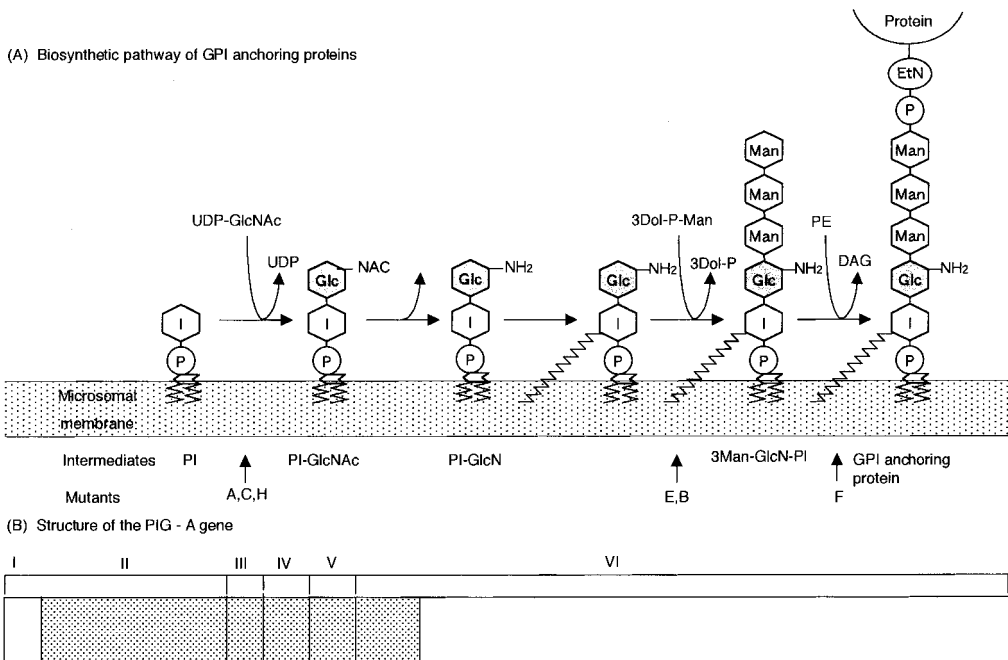 Protein
(A) Biosynthetic pathway of GPI anchoring proteins
EtN
P
Man
Man
Man
Man
Man
Man
UDP-GlcNAc
3Dol-P-Man
PE
UDP
NAC
NH2
NH2
3Dol-P
NH2
DAG
NH2
Glc
Glc
Glc
Glc
Glc
I
I
I
I
I
I
P
P
P
P
P
P
Microsomal
membrane
Intermediates PI PI-GlcNAc PI-GlcN 3Man-GlcN-PI GPI anchoring
protein
Mutants A,C,H E,B F
(B) Structure of the PIG - A gene
I II III IV V VI